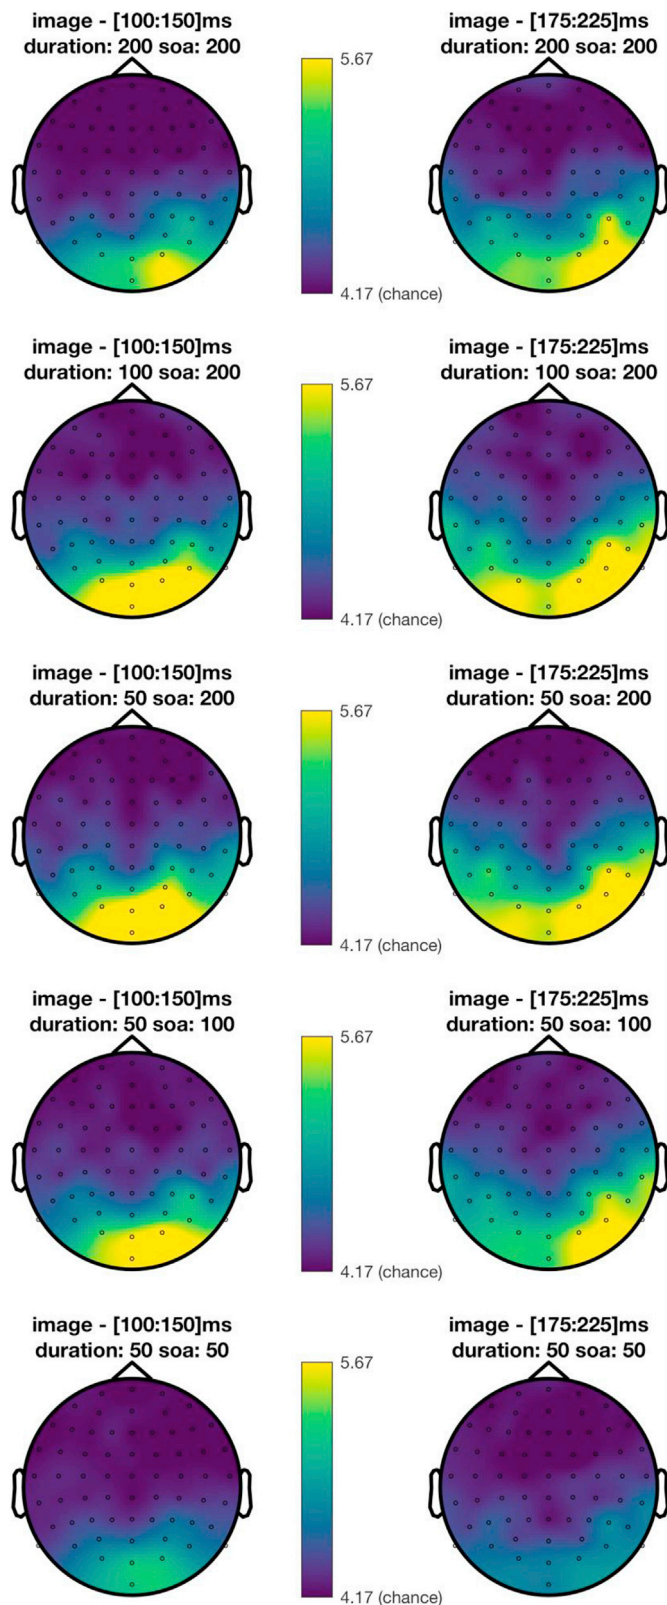 image - [100:150]ms
duration: 200 soa: 200
5.67
4.17 (chance)
image - [175:225]ms
duration: 200 soa: 200
image - [100:150]ms
duration: 100 soa: 200
5.67
4.17 (chance)
image - [175:225]ms
duration: 100 soa: 200
image - [100:150]ms
duration: 50 soa: 200
5.67
4.17 (chance)
image - [175:225]ms
duration: 50 soa: 200
image - [100:150]ms
duration: 50 soa: 100
5.67
4.17 (chance)
image - [175:225]ms
duration: 50 soa: 100
image - [100:150]ms
duration: 50 soa: 50
5.67
4.17 (chance)
image - [175:225]ms
duration: 50 soa: 50